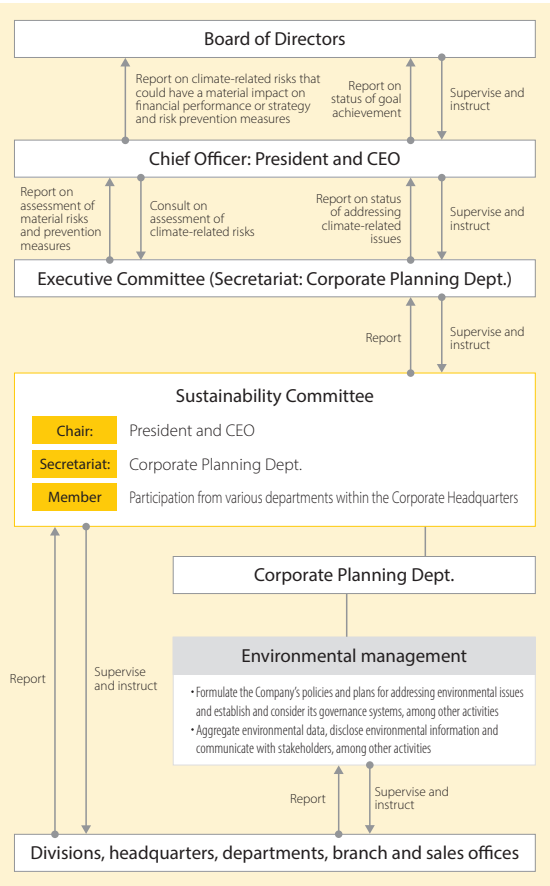 Board of Directors
Report on climate-related risks that
could have a material impact on
financial performance or strategy
and risk prevention measures
Report on
status of goal
achievement
Supervise and
instruct
Chief Officer: President and CEO
Report on
assessment of
material risks
and prevention
measures
Consult on
assessment of
climate-related risks
Report on status
of addressing
climate-related
issues
Supervise and
instruct
Executive Committee (Secretariat: Corporate Planning Dept.)
Report
Supervise and
instruct
Sustainability Committee
Chair: President and CEO
Secretariat: Corporate Planning Dept.
Member Participation from various departments within the Corporate Headquarters
Corporate Planning Dept.
Environmental management
・Formulate the Company's policies and plans for addressing environmental issues
and establish and consider its governance systems, among other activities
・Aggregate environmental data, disclose environmental information and
communicate with stakeholders, among other activities
Report
Supervise
and instruct
Report
Supervise and
instruct
Divisions, headquarters, departments, branch and sales offices